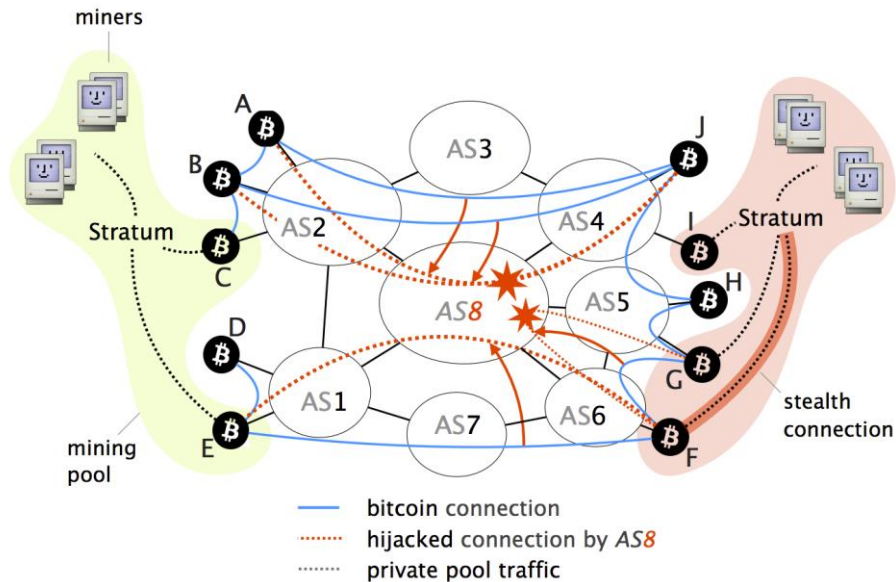 miners
A
J
B
AS3
AS2
AS4
I
Stratum
Stratum
C
H
AS8
AS5
D
G
AS1
AS6
AS7
stealth
connection
mining
pool
E
F
bitcoin connection
hijacked connection by AS8
private pool traffic